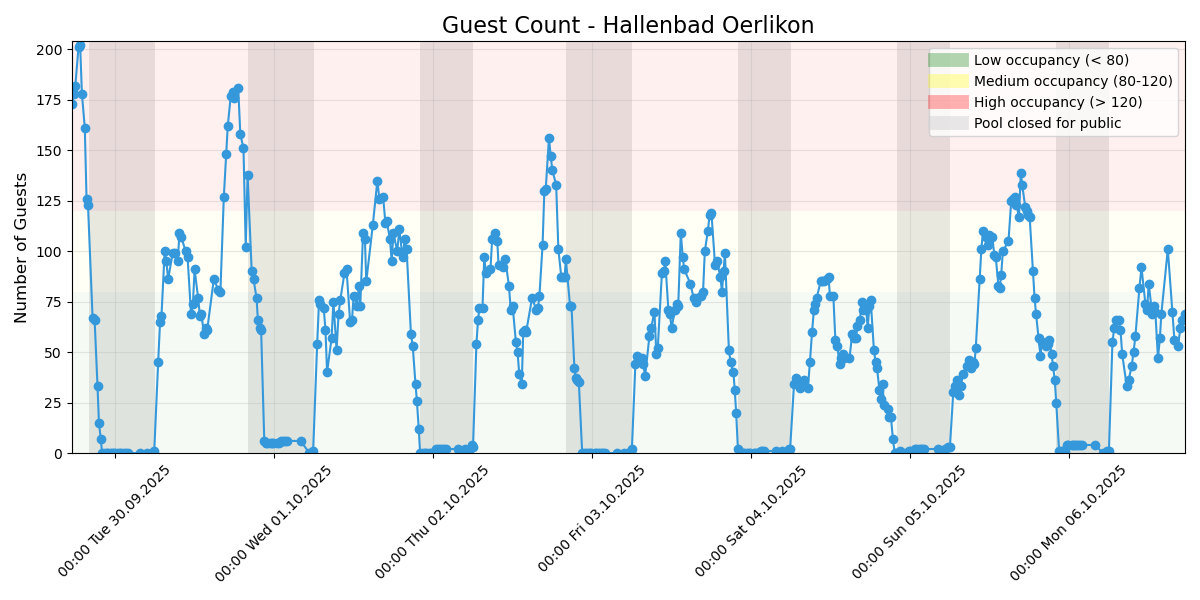 Guest Count - Hallenbad Oerlikon
Number of Guests
200
175
150
125
100
75
50
25
0
Low occupancy (< 80)
Medium occupancy (80-120)
High occupancy (> 120)
Pool closed for public
00:00 Tue 30.09.2025
00:00 Wed 01.10.2025
00:00 Thu 02.10.2025
00:00 Fri 03.10.2025
00:00 Sat 04.10.2025
00:00 Sun 05.10.2025
00:00 Mon 06.10.2025